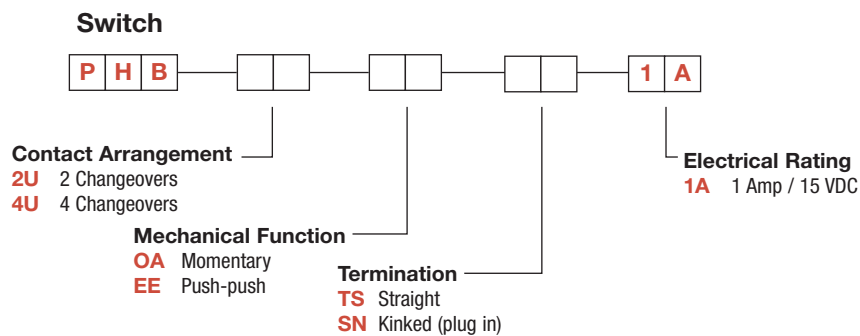 Switch
P H B 1 A
Contact Arrangement
2U 2 Changeovers
4U 4 Changeovers
Electrical Rating
1A 1 Amp / 15 VDC
Mechanical Function
OA Momentary
EE Push-push
Termination
TS Straight
SN Kinked (plug in)